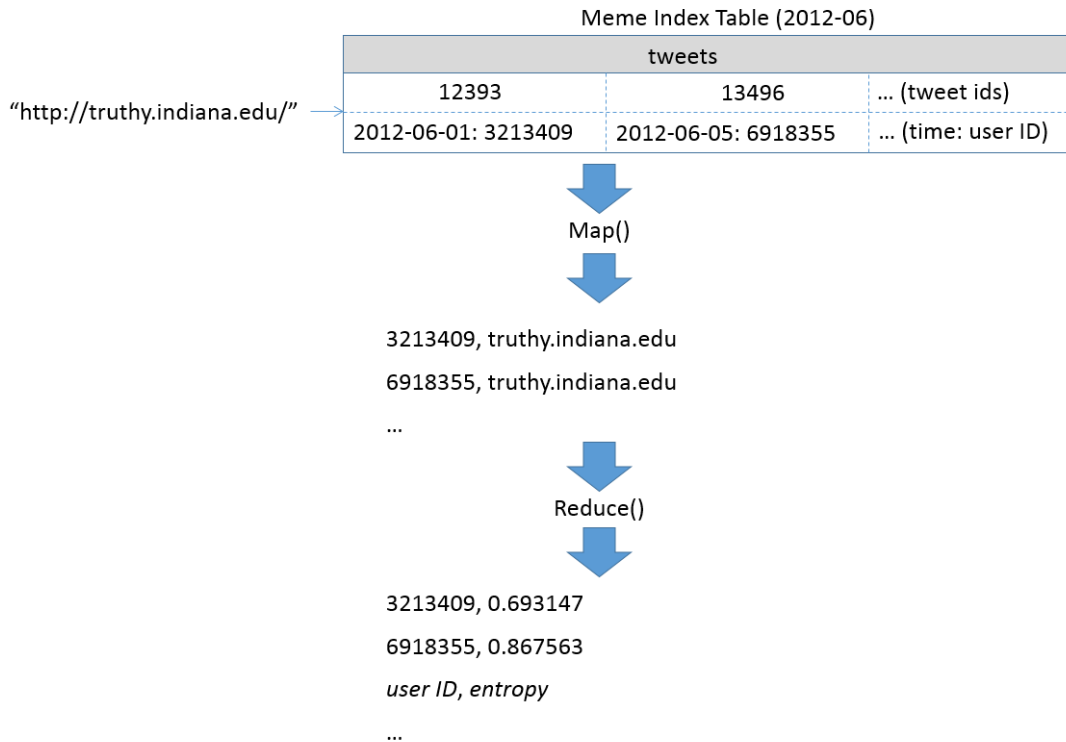 Meme Index Table (2012-06)
tweets
12393 13496 ... (tweet ids)
“http://truthy.indiana.edu/”
2012-06-01: 3213409 2012-06-05: 6918355 ... (time: user ID)
Map()
3213409, truthy.indiana.edu
6918355, truthy.indiana.edu
...
Reduce()
3213409, 0.693147
6918355, 0.867563
user ID, entropy
...